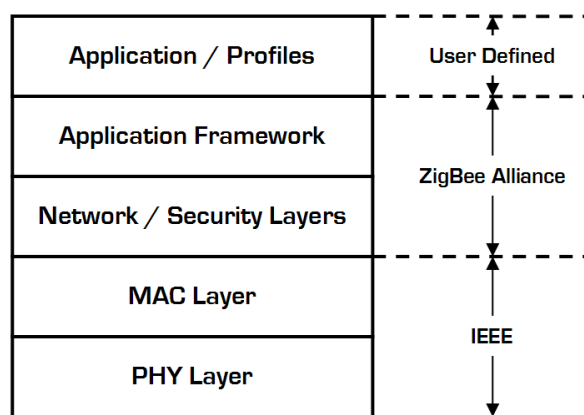 Application / Profiles
User Defined
Application Framework
ZigBee Alliance
Network / Security Layers
MAC Layer
IEEE
PHY Layer